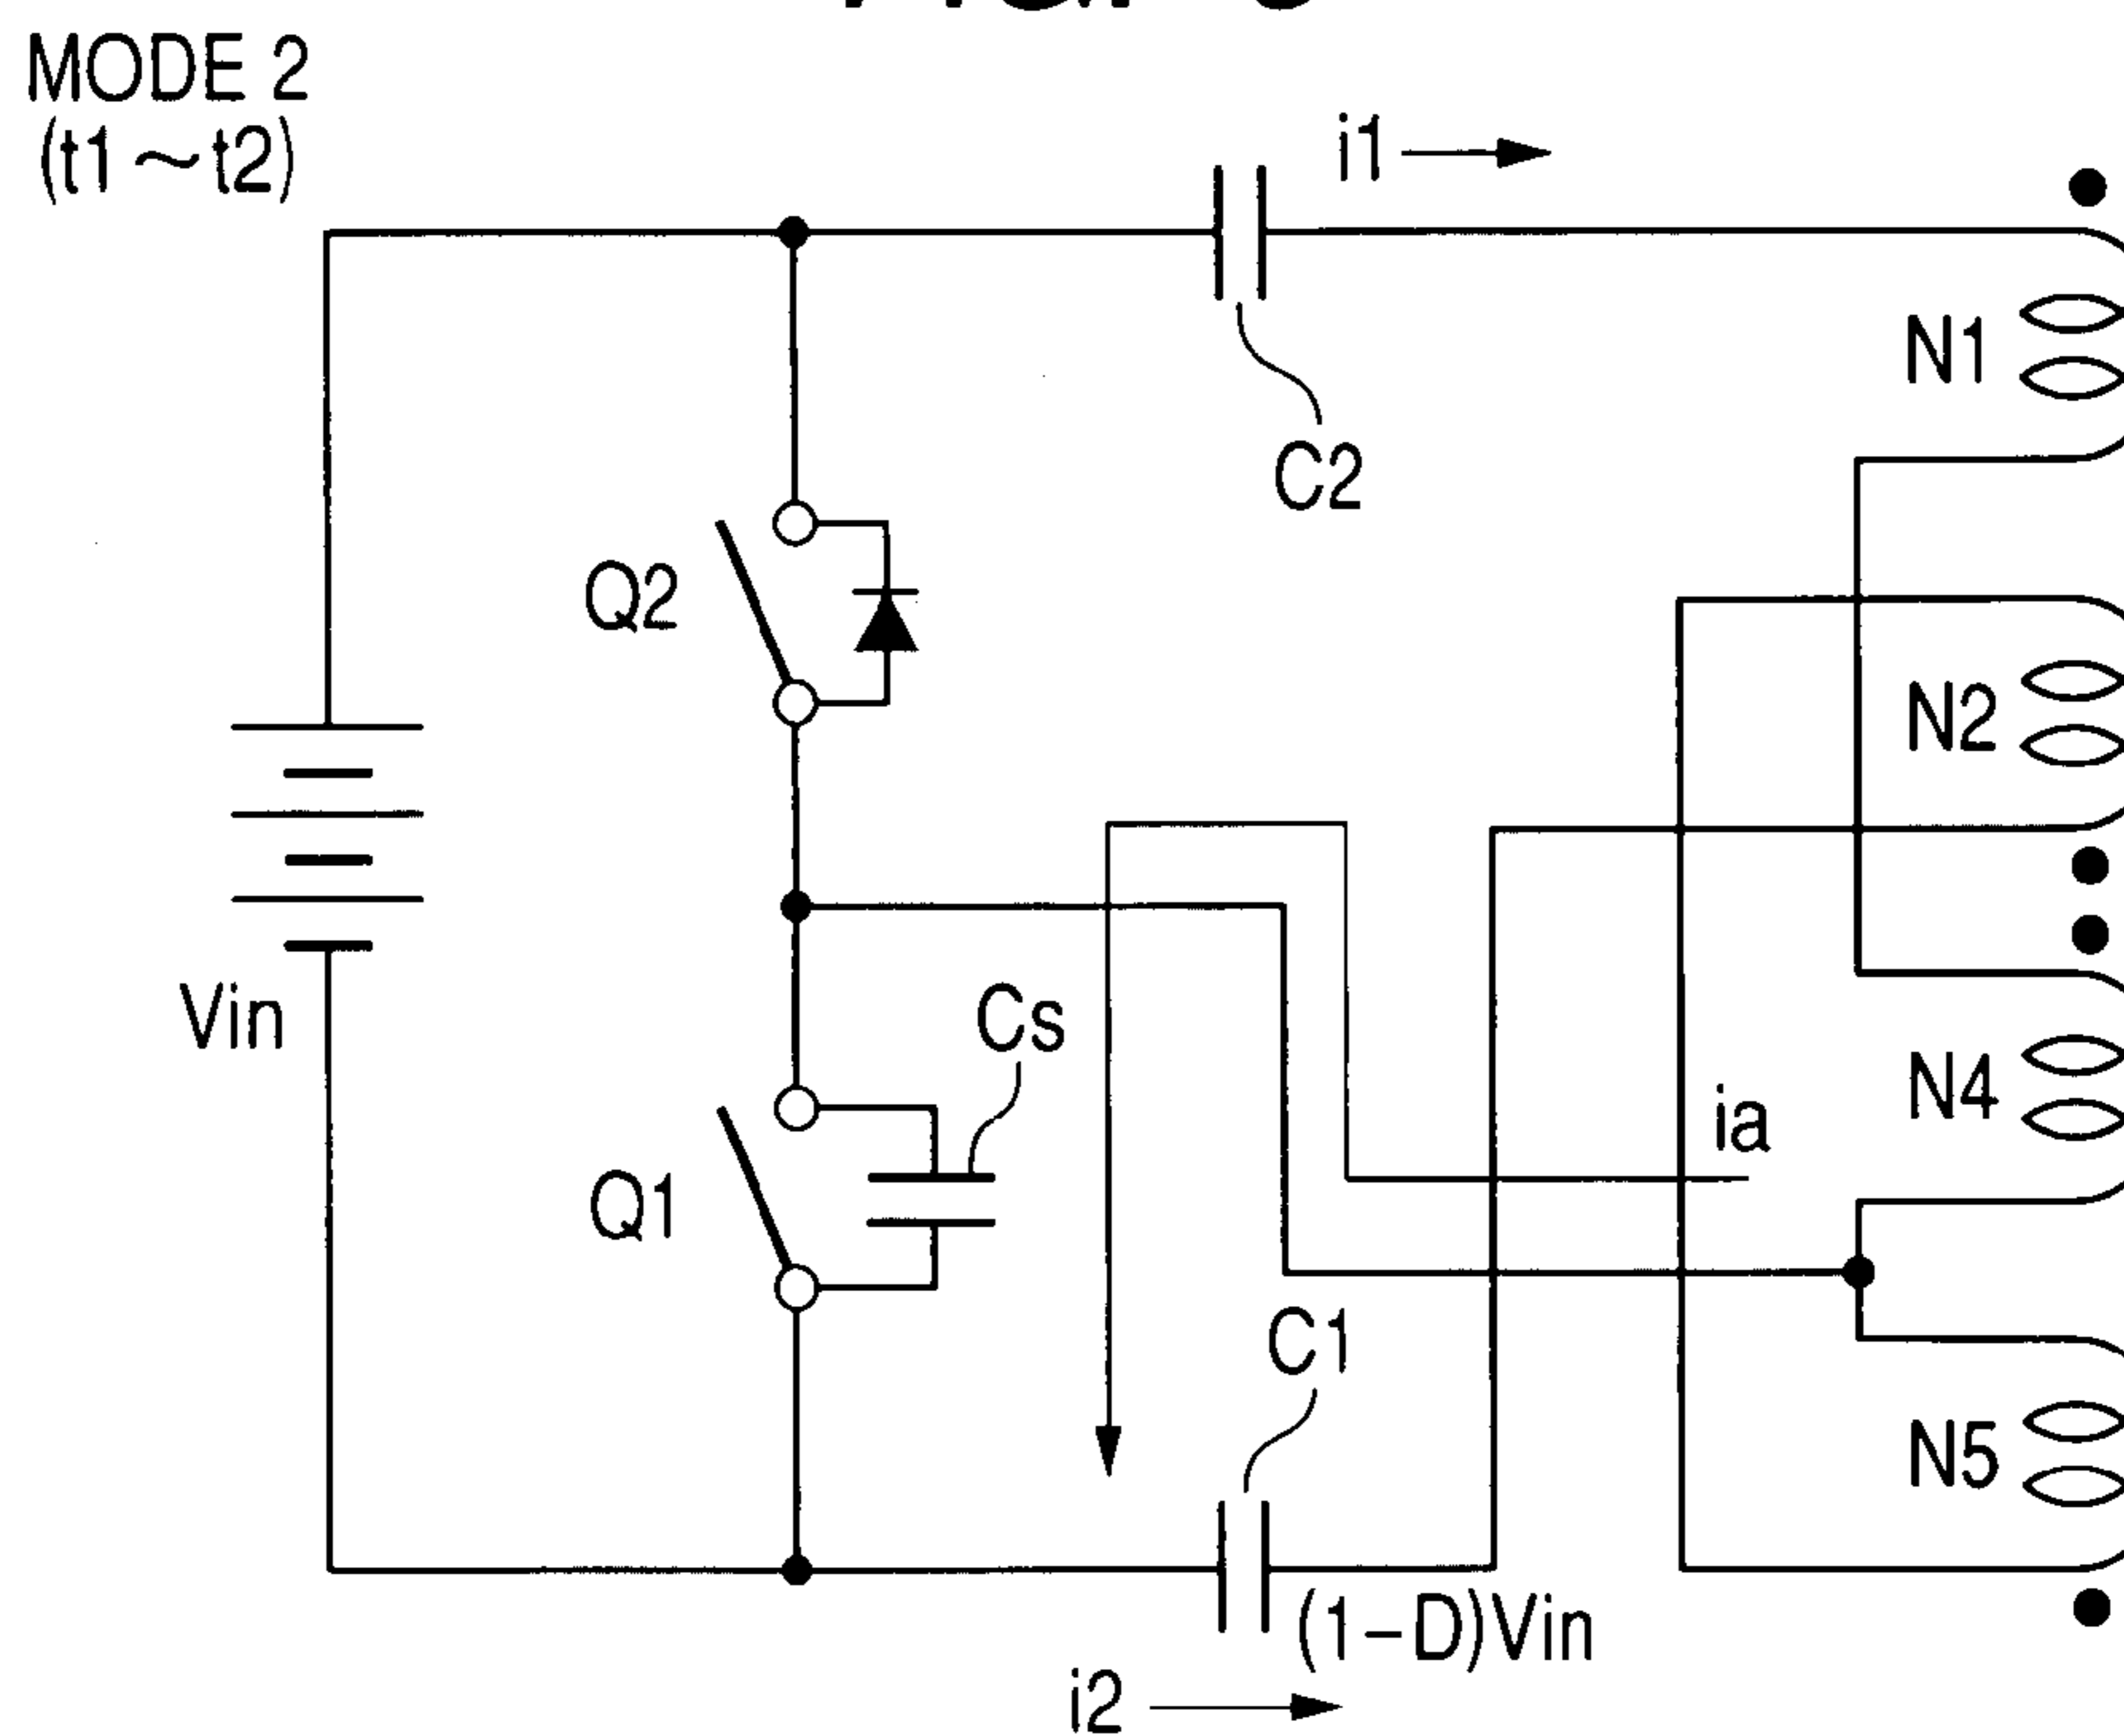 MODE 2
(t1～t2)
i1
C2
N1
Q2
N2
Vin
Cs
ia
N4
Q1
C1
N5
(1-D)Vin
i2